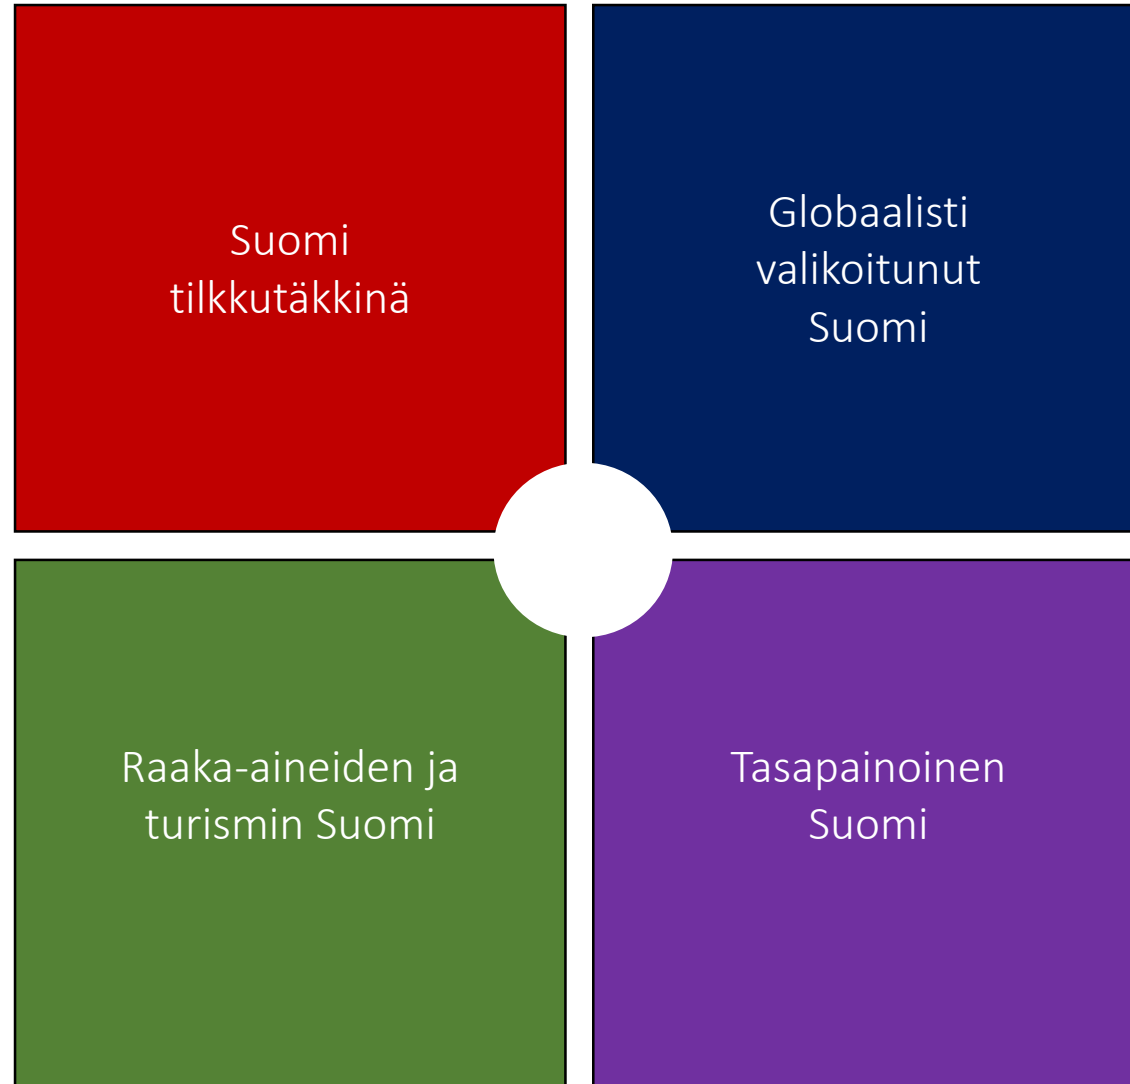 Suomi
tilkkutäkkinä
Globaalisti
valikoitunut
Suomi
Raaka-aineiden ja
turismin Suomi
Tasapainoinen
Suomi